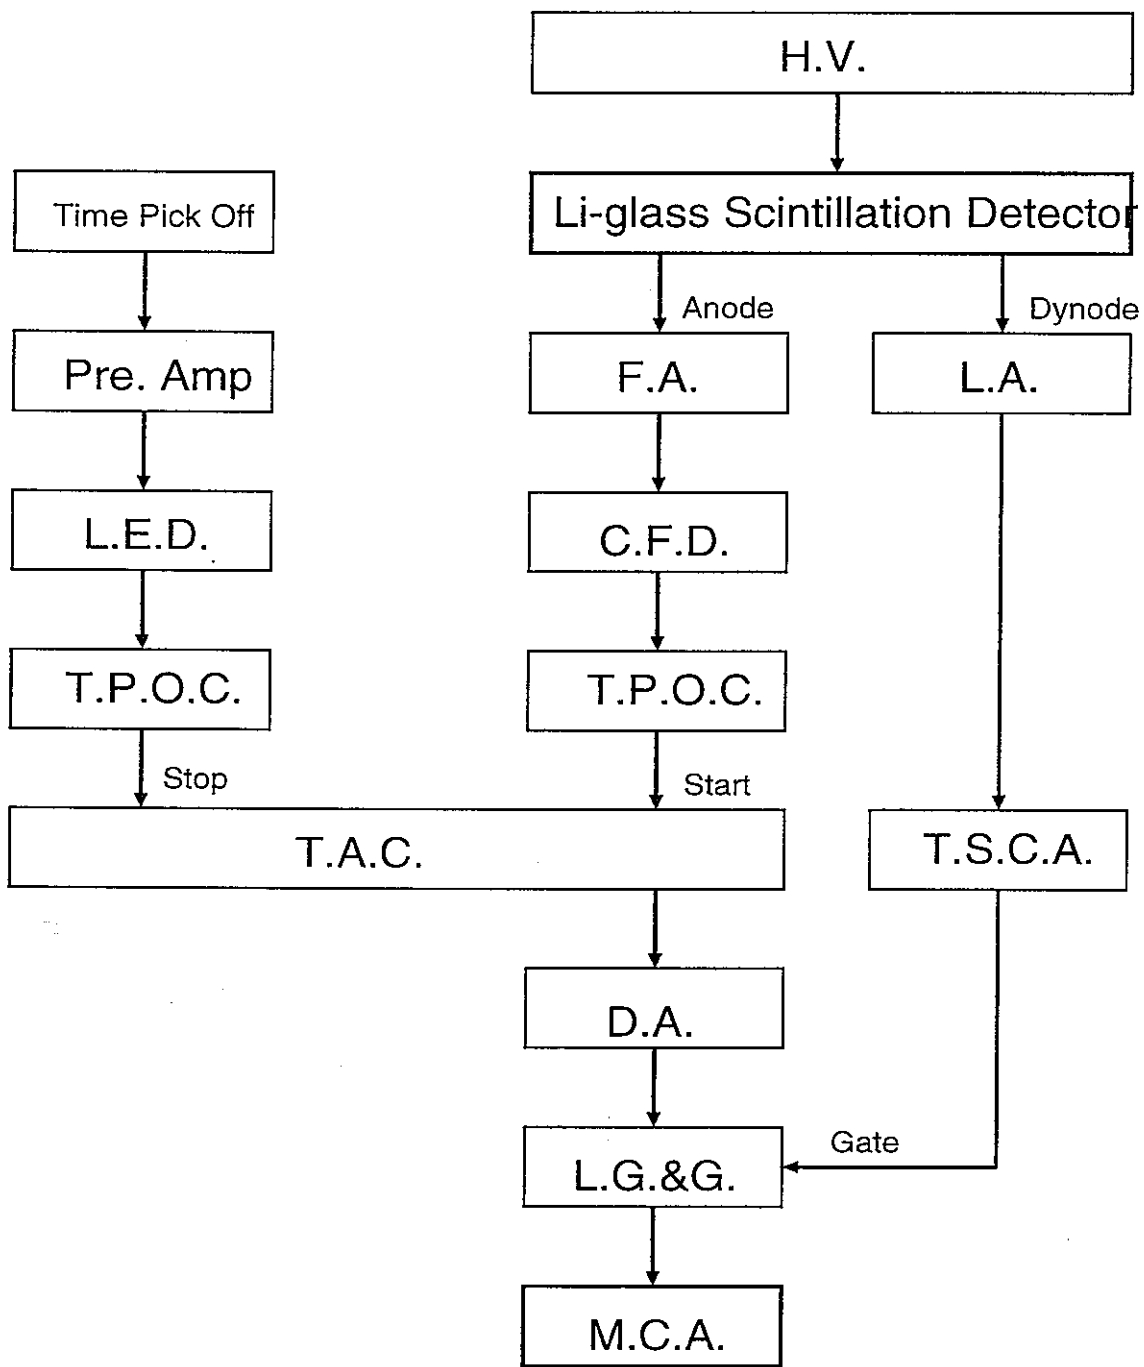 H.V.
Time Pick Off
Li-glass Scintillation Detector
Anode
Dynode
Pre. Amp
F.A.
L.A.
L.E.D.
C.F.D.
T.P.O.C.
T.P.O.C.
Stop
Start
T.A.C.
T.S.C.A.
D.A.
Gate
L.G.&G.
M.C.A.